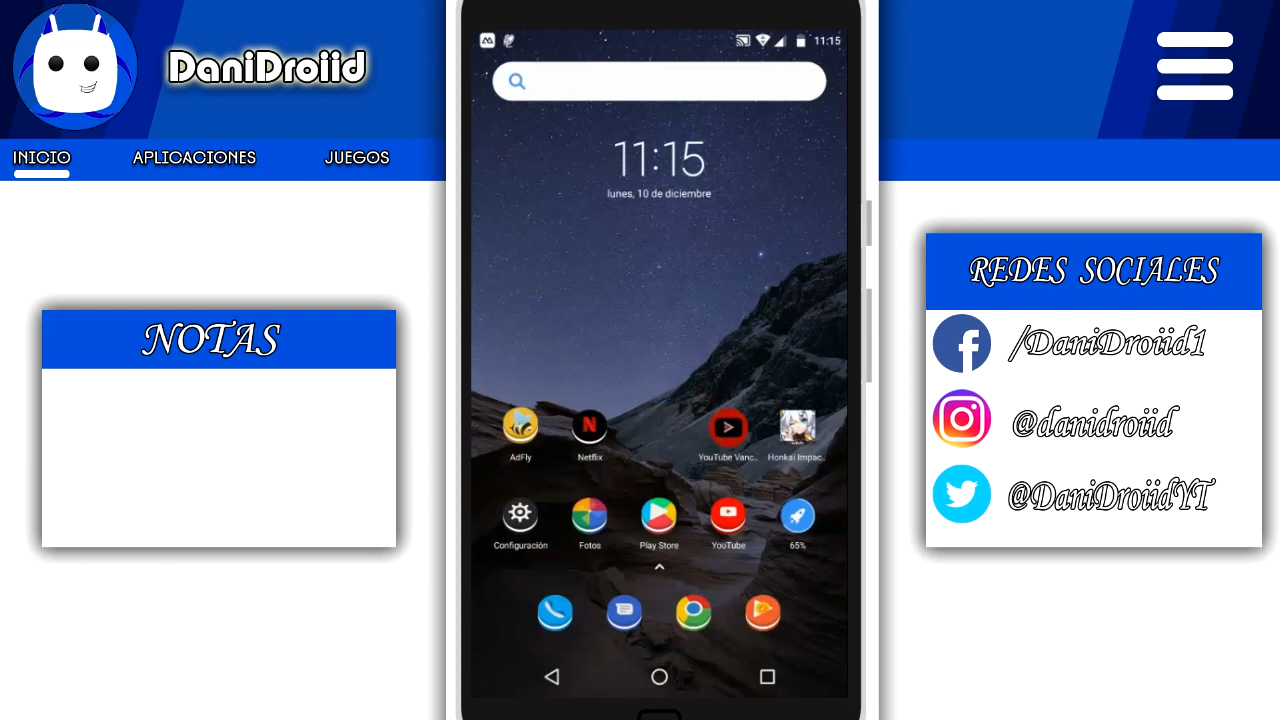 DaniDroiid
INICIO
APLICACIONES
JUEGOS
NOTAS
11:15
11:15
lunes, 10 de diciembre
AdFly
Netflix
YouTube Vanc..
Honkai Impac..
Configuración
Fotos
Play Store
YouTube
65%
REDES SOCIALES
/DaniDroiid1
@danidroiid
@DaniDroiidYT